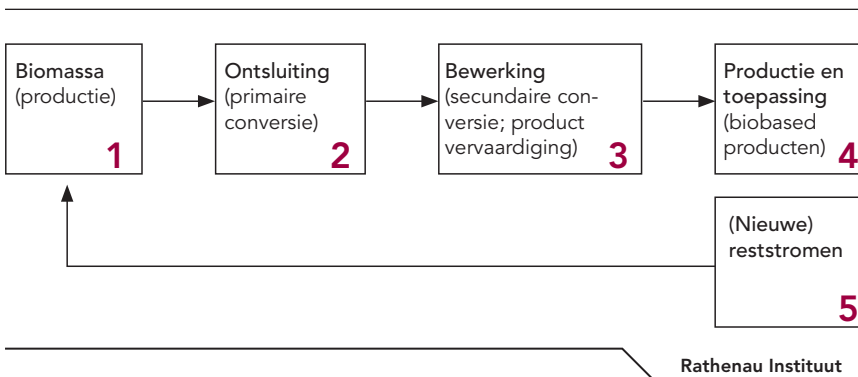 Biomassa
(productie)
1
Ontsluiting
(primaire
conversie)
2
Bewerking
(secundaire con-
versie; product
vervaardiging)
3
Productie en
toepassing
(biobased
producten)
4
(Nieuwe)
reststromen
5
Rathenau Instituut